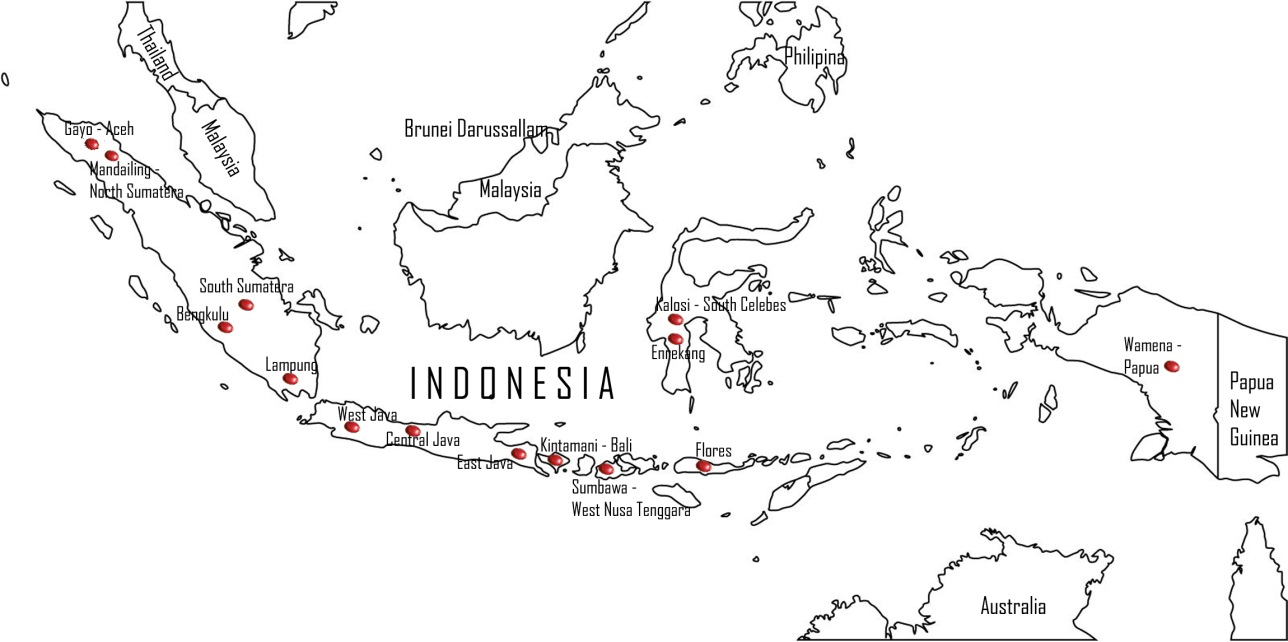 Thailand
Philipina
Gayo - Aceh
Brunei Darussallam
Malaysia
Mandailing -
North Sumatera
Malaysia
South Sumatera
Bengkulu
Kalosi - South Celebes
Enrekang
Wamena -
Papua
Lampung
INDONESIA
Papua
New
Guinea
West Java
Central Java
East Java
Kintamani - Bali
Flores
Sumbawa -
West Nusa Tenggara
Australia